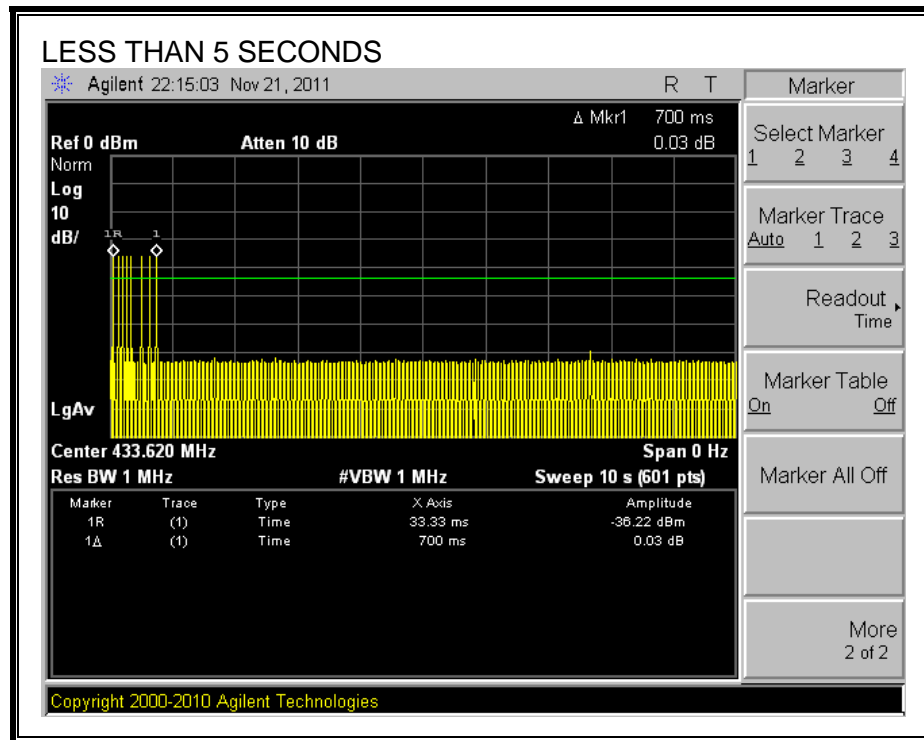 LESS THAN 5 SECONDS
Agilent 22:15:03 Nov 21, 2011 R T
Marker
Δ Mkr1 700 ms
Ref 0 dBm Atten 10 dB 0.03 dB
Norm
Log
10
dB/
1R 1
LgAv
Center 433.620 MHz Span 0 Hz
Res BW 1 MHz #VBW 1 MHz Sweep 10 s (601 pts)
Marker Trace Type X Axis Amplitude
1R (1) Time 33.33 ms -36.22 dBm
1Δ (1) Time 700 ms 0.03 dB
Select Marker
1 2 3 4
Marker Trace
Auto 1 2 3
Readout
Time
Marker Table
On Off
Marker All Off
More
2 of 2
Copyright 2000-2010 Agilent Technologies